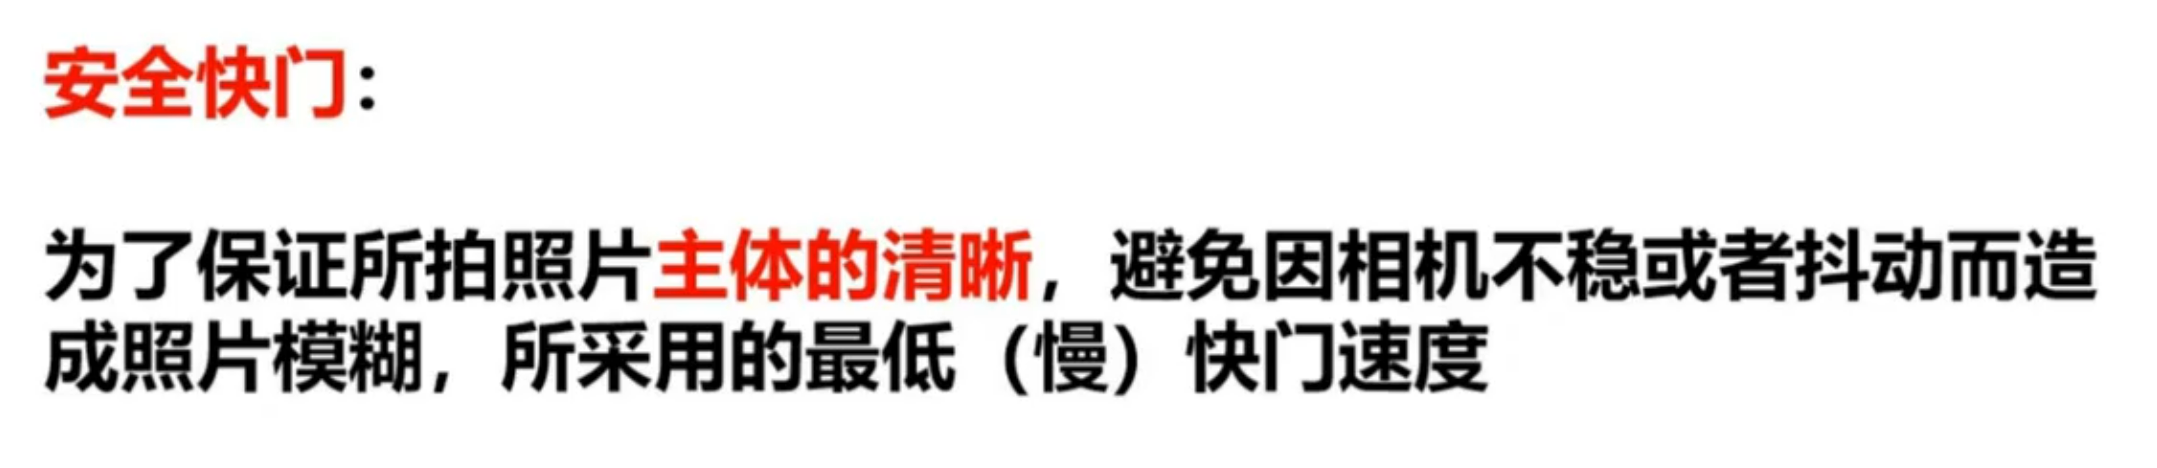 安全快门：
为了保证所拍照片主体的清晰，避免因相机不稳或者抖动而造
成照片模糊，所采用的最低（慢）快门速度